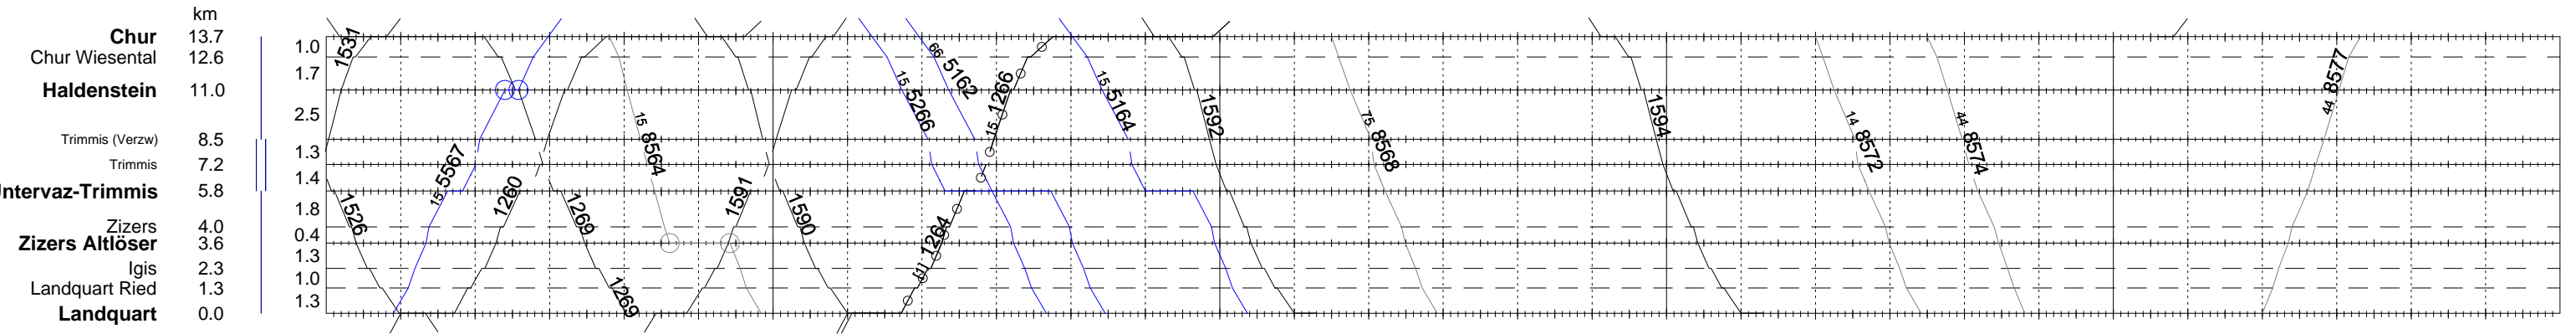 km
Chur 13.7
1.0
Chur Wiesental 12.6
1.7
Haldenstein 11.0
2.5
Trimmis (Verzw) 8.5
1.3
Trimmis 7.2
1.4
Untervaz-Trimmis 5.8
1.8
Zizers 4.0
0.4
Zizers Altlöser 3.6
1.3
Igis 2.3
1.0
Landquart Ried 1.3
1.3
Landquart 0.0
1531
1526
15 5567
1260
1269
1269
15 8564
1591
1590
15 5266
66 5162
[1] 1264
15 1266
15 5164
1592
75 8568
1594
14 8572
44 8574
44 8577